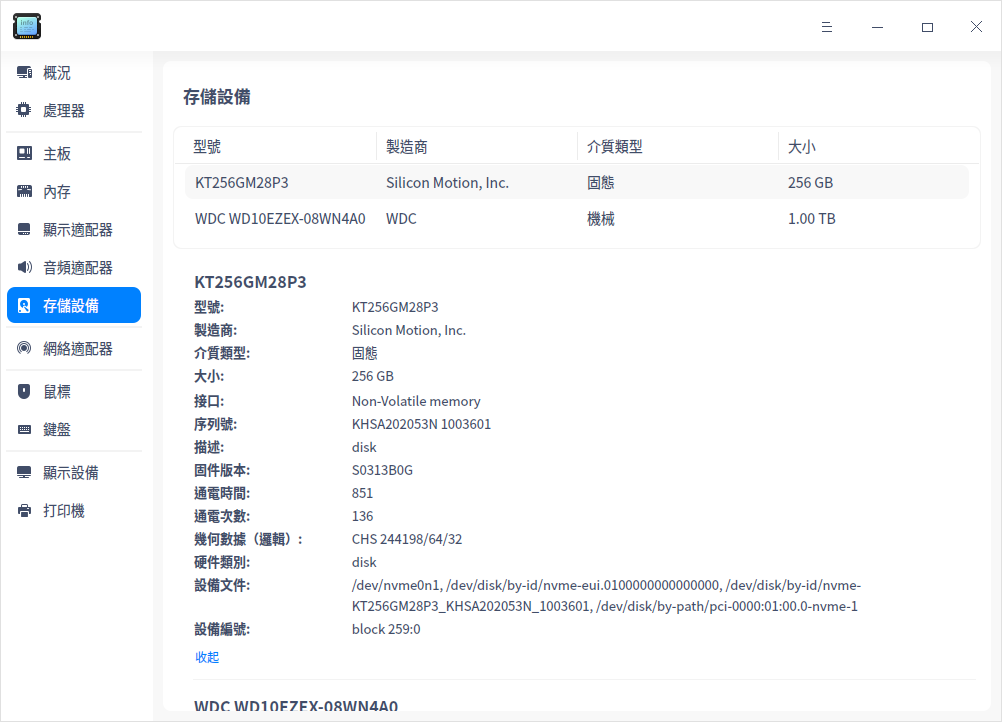 info
概況
處理器
主板
內存
顯示適配器
音頻適配器
存儲設備
網絡適配器
鼠標
鍵盤
顯示設備
打印機
存儲設備
型號 製造商 介質類型 大小
KT256GM28P3 Silicon Motion, Inc. 固態 256 GB
WDC WD10EZEX-08WN4A0 WDC 機械 1.00 TB
KT256GM28P3
型號: KT256GM28P3
製造商: Silicon Motion, Inc.
介質類型: 固態
大小: 256 GB
接口: Non-Volatile memory
序列號: KHSA202053N 1003601
描述: disk
固件版本: S0313B0G
通電時間: 851
通電次數: 136
幾何數據（邏輯）: CHS 244198/64/32
硬件類別: disk
設備文件: /dev/nvme0n1, /dev/disk/by-id/nvme-eui.0100000000000000, /dev/disk/by-id/nvme-
KT256GM28P3_KHSA202053N_1003601, /dev/disk/by-path/pci-0000:01:00.0-nvme-1
設備編號: block 259:0
收起
WDC WD10EZEX-08WN4A0